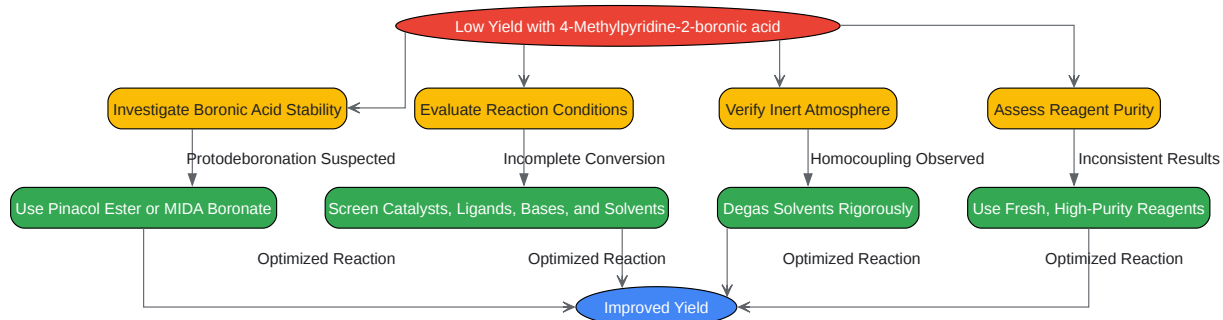 Low Yield with 4-Methylpyridine-2-boronic acid
Investigate Boronic Acid Stability
Evaluate Reaction Conditions
Verify Inert Atmosphere
Assess Reagent Purity
Protodeboronation Suspected
Incomplete Conversion
Homocoupling Observed
Inconsistent Results
Use Pinacol Ester or MIDA Boronate
Screen Catalysts, Ligands, Bases, and Solvents
Degas Solvents Rigorously
Use Fresh, High-Purity Reagents
Optimized Reaction
Optimized Reaction
Optimized Reaction
Optimized Reaction
Improved Yield